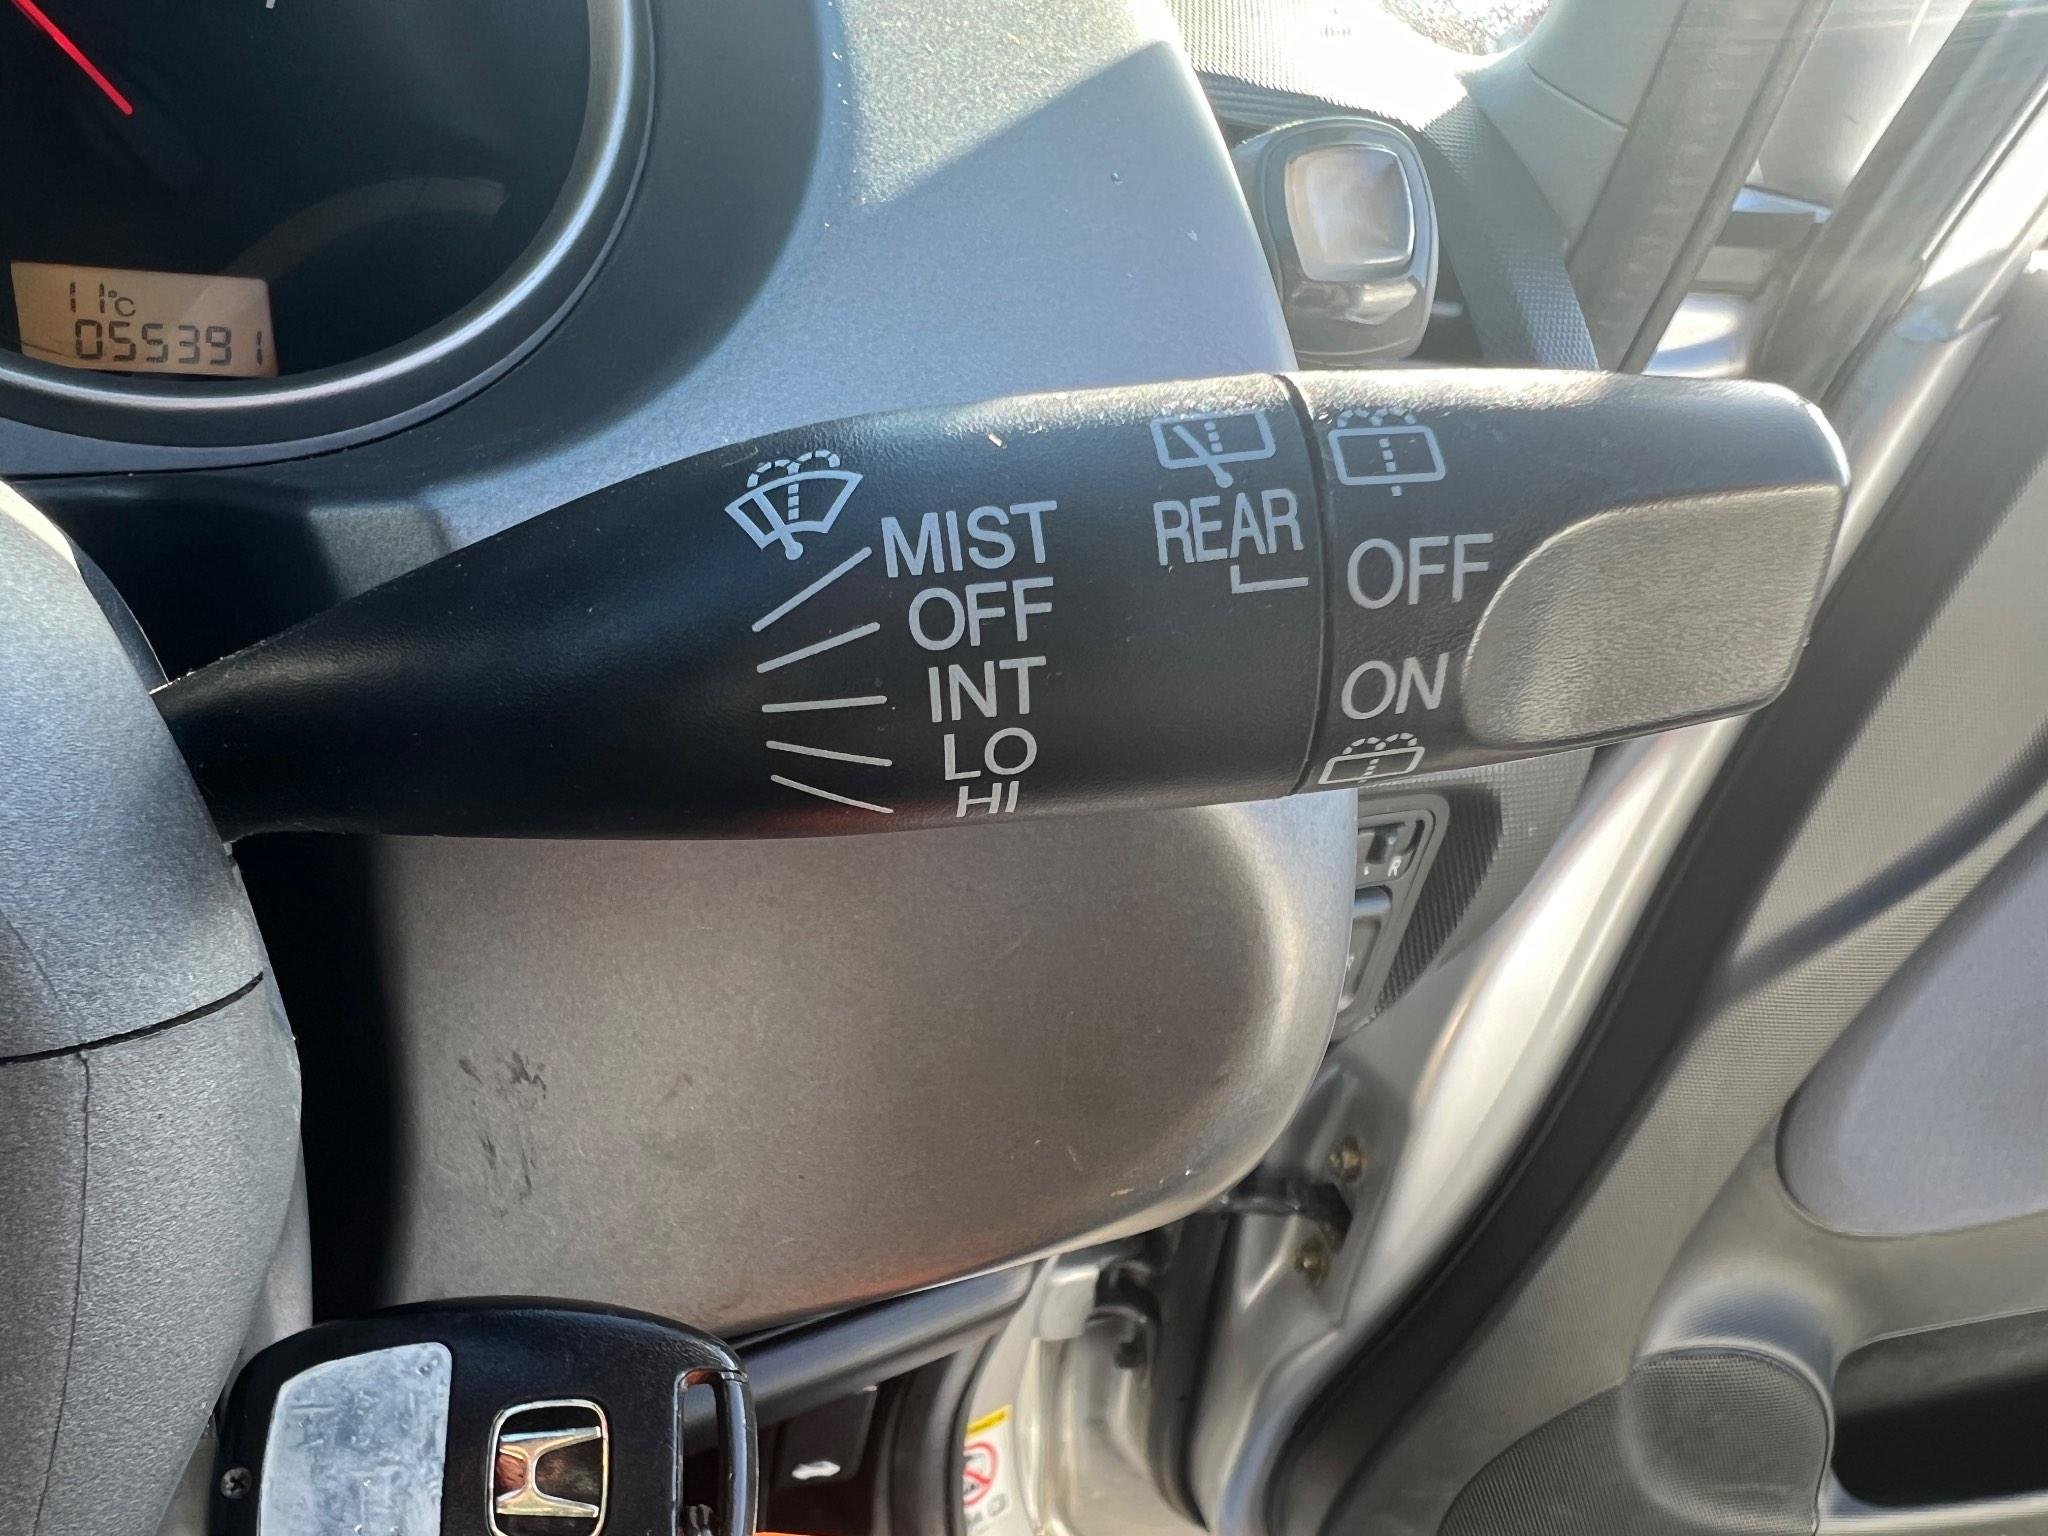 11°C
055391
MIST
OFF
INT
LO
HI
REAR
OFF
ON
R